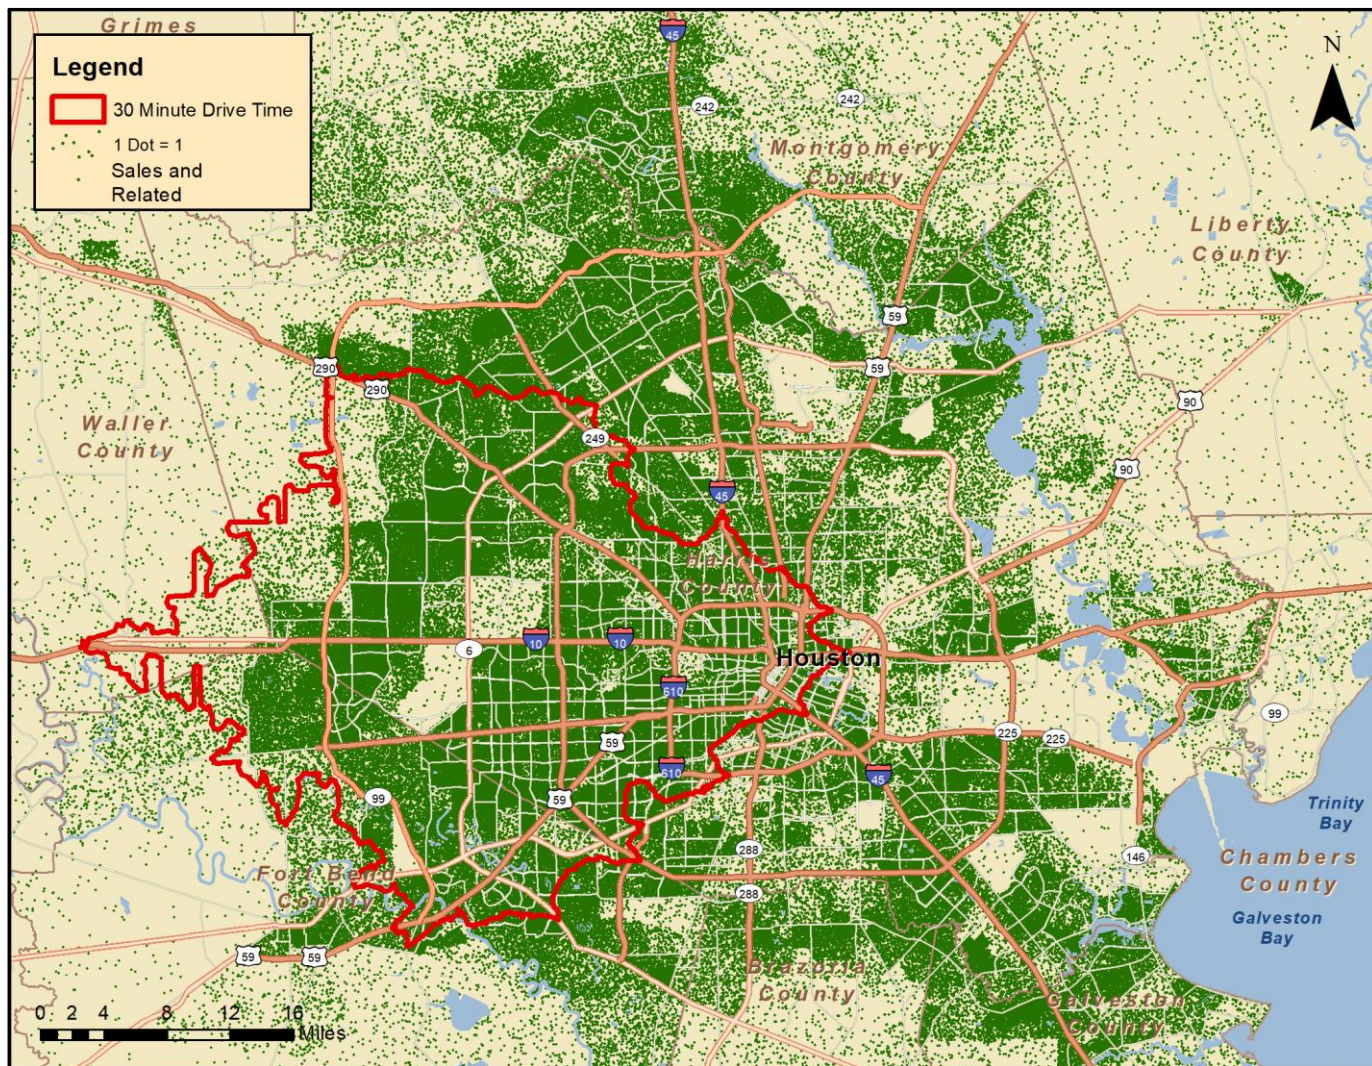 Grimes
45
N
Legend
30 Minute Drive Time
1 Dot = 1
Sales and
Related
242
242
Montgomery
County
Liberty
County
59
290
290
59
90
Waller
County
249
90
45
Harris
County
6
10
10
Houston
610
99
59
225
225
610
45
99
59
Trinity
Bay
288
146
Chambers
County
Fort Bend
County
288
Galveston
Bay
59
59
Brazoria
County
Galveston
County
0 2 4 8 12 16
Miles